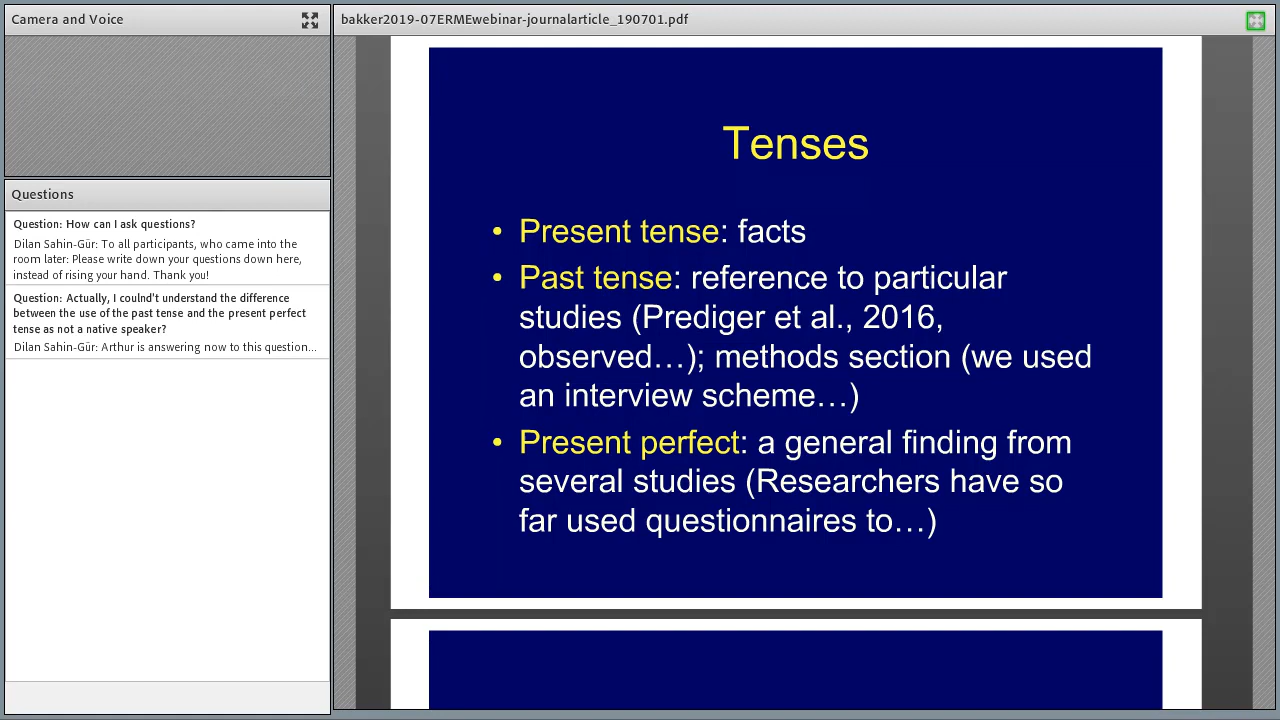 Camera and Voice
Questions
Question: How can I ask questions?
Dilan Sahin-Gür: To all participants, who came into the
room later: Please write down your questions down here,
instead of rising your hand. Thank you!
Question: Actually, I coulnd't understand the difference
between the use of the past tense and the present perfect
tense as not a native speaker?
Dilan Sahin-Gür: Arthur is answering now to this question...
bakker2019-07ERMEwebinar-journalarticle_190701.pdf
Tenses
• Present tense: facts
• Past tense: reference to particular
studies (Prediger et al., 2016,
observed…); methods section (we used
an interview scheme…)
• Present perfect: a general finding from
several studies (Researchers have so
far used questionnaires to…)